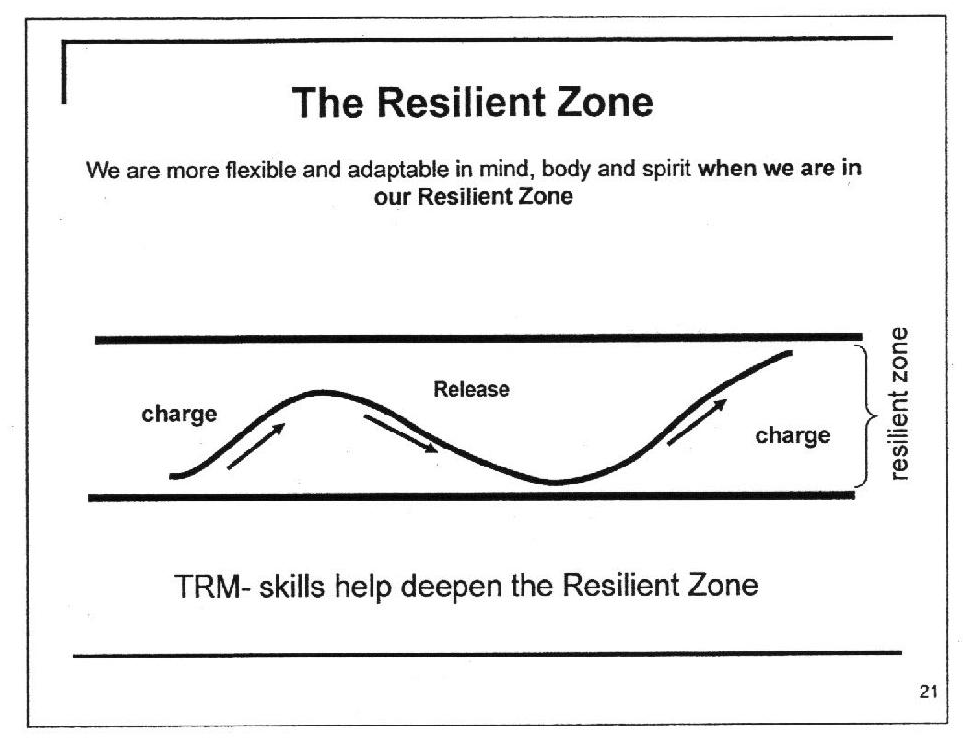 The Resilient Zone
We are more flexible and adaptable in mind, body and spirit when we are in
our Resilient Zone
charge
Release
charge
resilient zone
TRM- skills help deepen the Resilient Zone
21